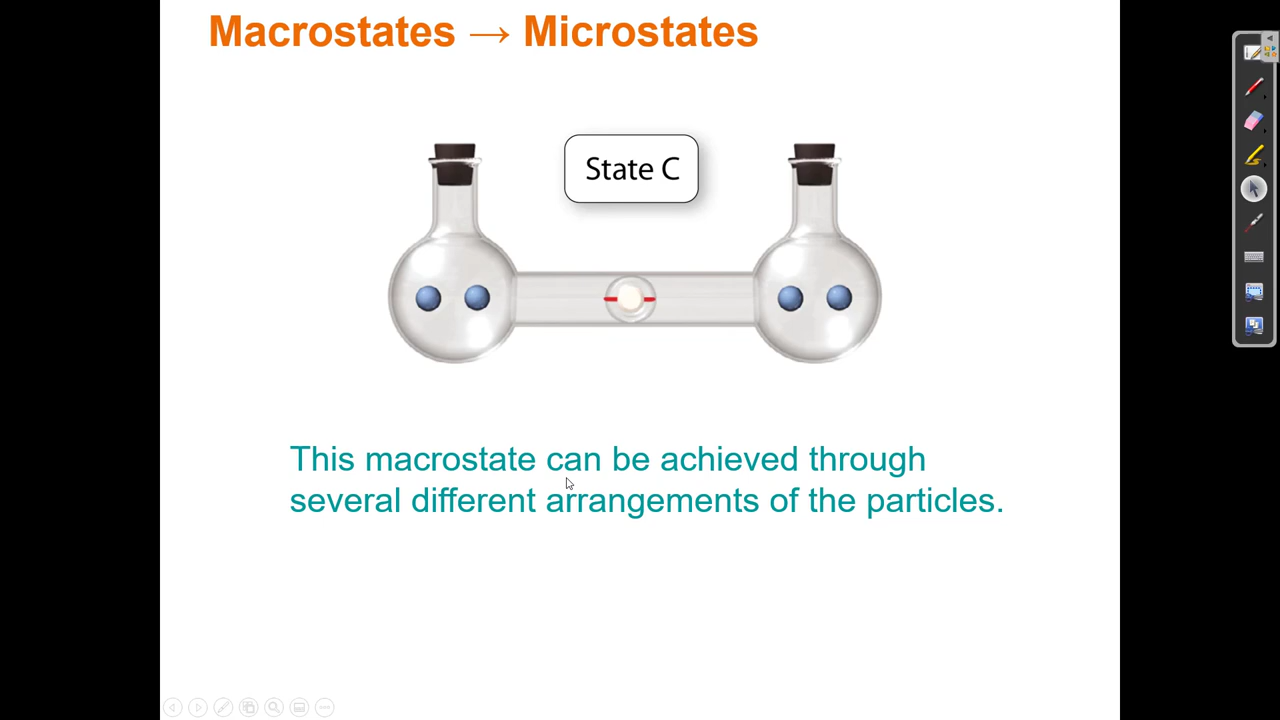 Macrostates → Microstates
State C
This macrostate can be achieved through
several different arrangements of the particles.